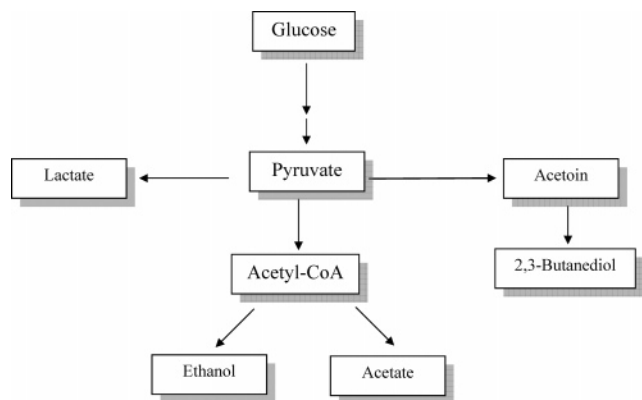 Glucose
Lactate
Pyruvate
Acetoin
Acetyl-CoA
2,3-Butanediol
Ethanol
Acetate